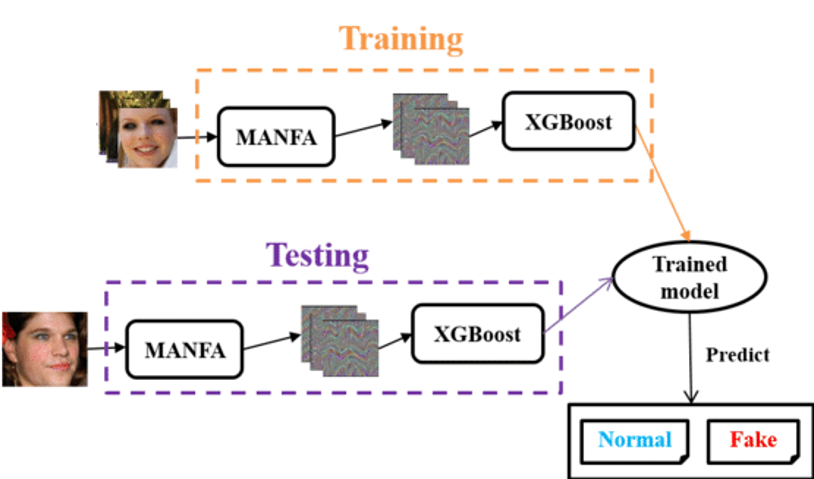 Training
MANFA
XGBoost
Testing
MANFA
XGBoost
Trained
model
Predict
Normal
Fake